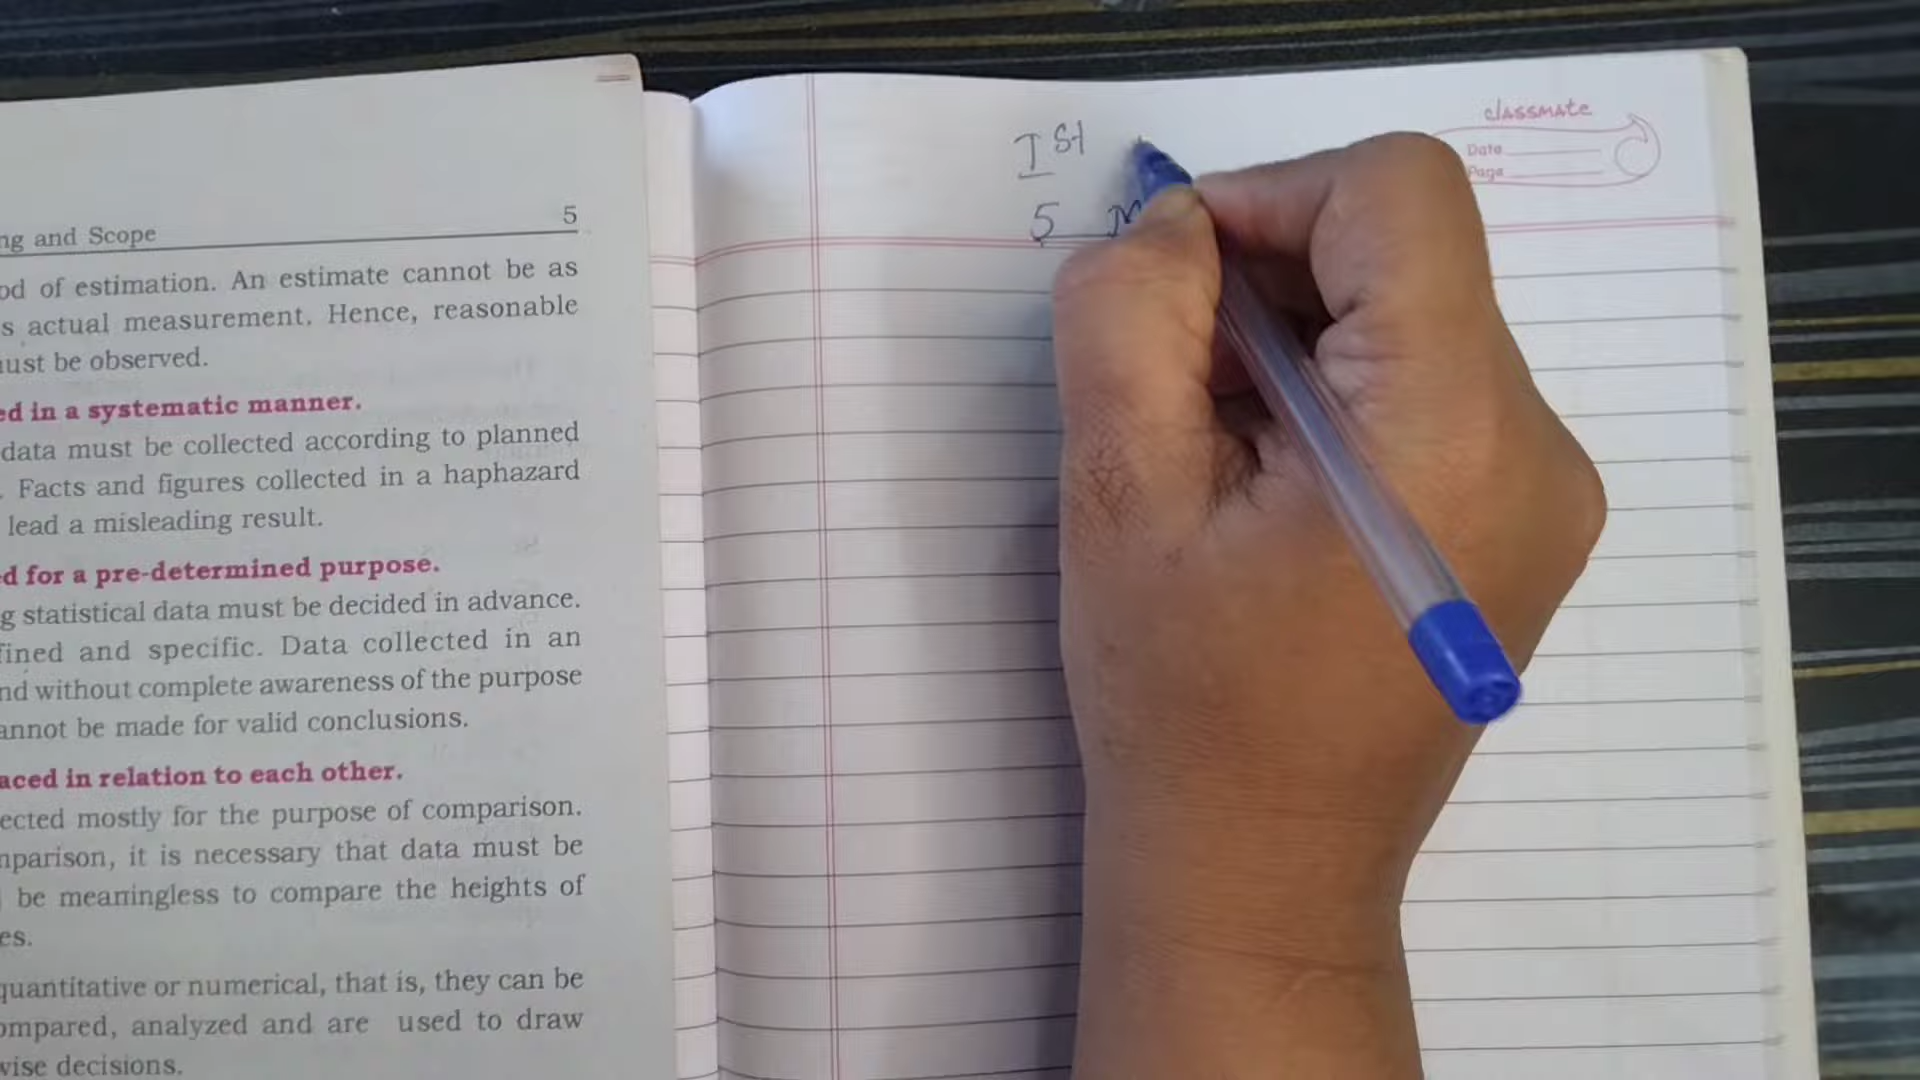 5
ng and Scope
od of estimation. An estimate cannot be as
s actual measurement. Hence, reasonable
ust be observed.
ed in a systematic manner.
data must be collected according to planned
. Facts and figures collected in a haphazard
lead a misleading result.
d for a pre-determined purpose.
g statistical data must be decided in advance.
fined and specific. Data collected in an
nd without complete awareness of the purpose
annot be made for valid conclusions.
aced in relation to each other.
ected mostly for the purpose of comparison.
mparison, it is necessary that data must be
be meaningless to compare the heights of
es.
quantitative or numerical, that is, they can be
ompared, analyzed and are used to draw
wise decisions.
Ist
5 m
classmate
Date
Page